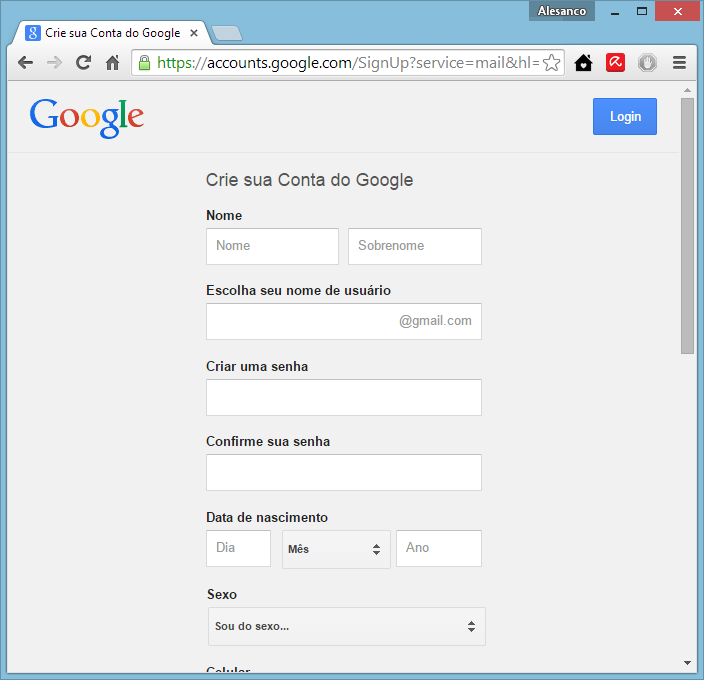 Alesanco
Crie sua Conta do Google
https://accounts.google.com/SignUp?service=mail&hl=
Google
Login
Crie sua Conta do Google
Nome
Nome Sobrenome
Escolha seu nome de usuário
@gmail.com
Criar uma senha
Confirme sua senha
Data de nascimento
Dia Mês Ano
Sexo
Sou do sexo...
Celular